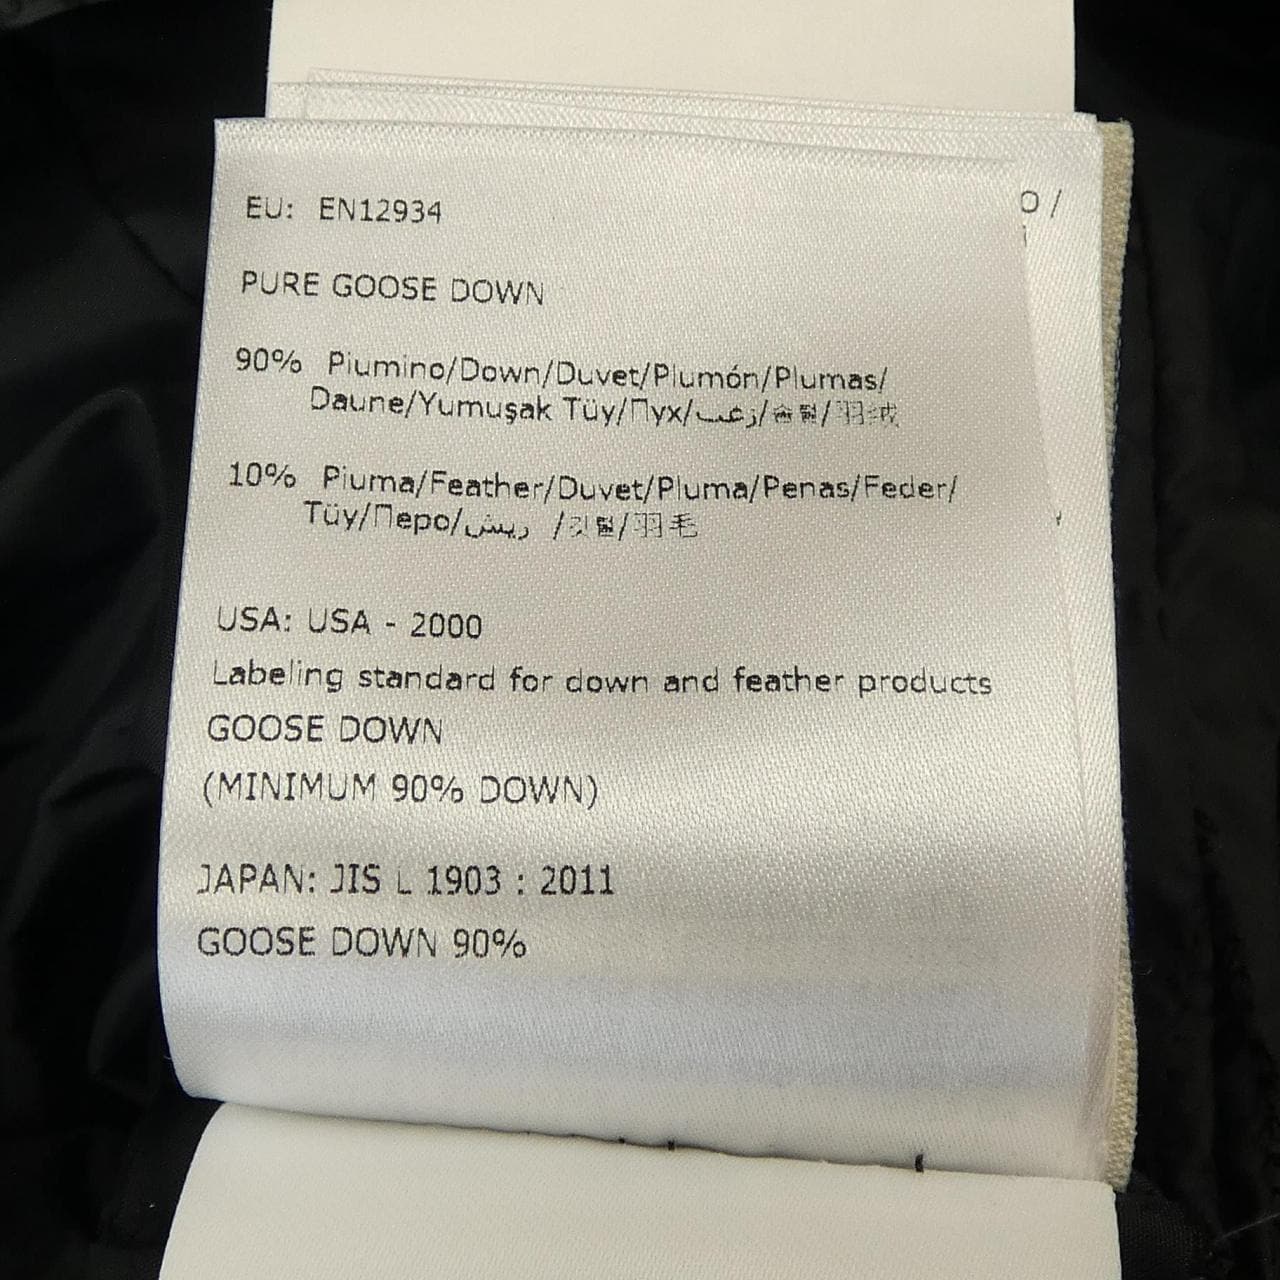 EU: EN12934
O /
PURE GOOSE DOWN
90% Piumino/Down/Duvet/Plumón/Plumas/
Daune/Yumuşak Tüy/Пух/زغب/솜털/羽绒
10% Piuma/Feather/Duvet/Pluma/Penas/Feder/
Tüy/Перо/ريش /깃털/羽毛
USA: USA - 2000
Labeling standard for down and feather products
GOOSE DOWN
(MINIMUM 90% DOWN)
JAPAN: JIS L 1903 : 2011
GOOSE DOWN 90%